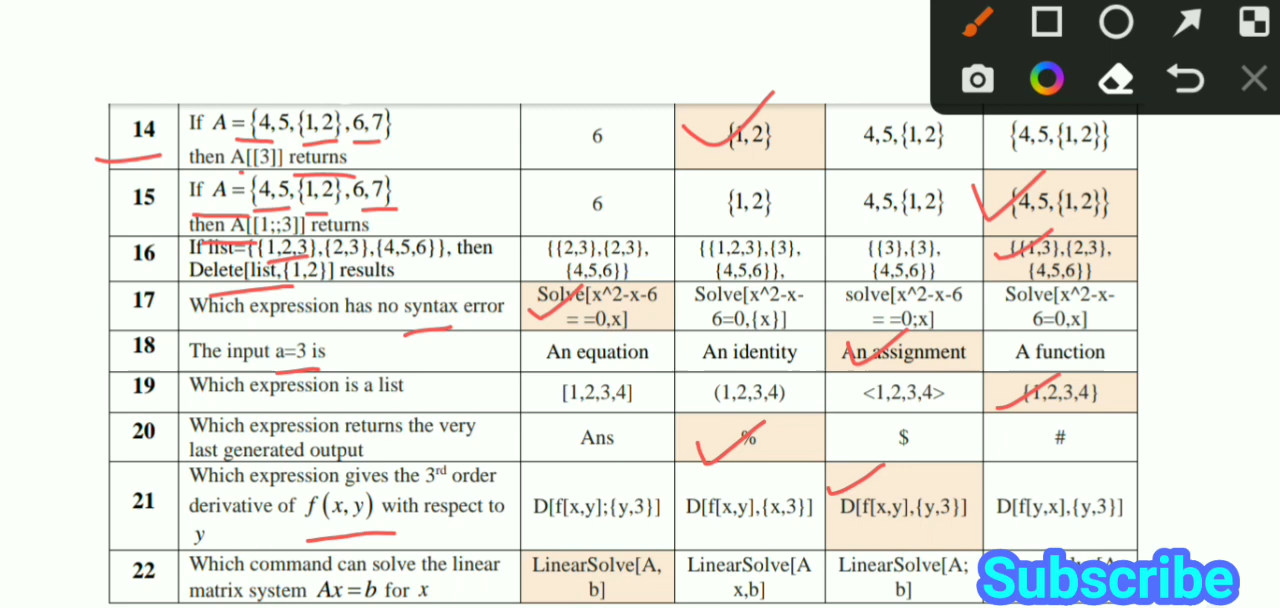 14
If A = {4,5,{1,2},6,7}
then A[[3]] returns
6
{1,2}
4,5,{1,2}
{4,5,{1,2}}
15
If A = {4,5,{1,2},6,7}
then A[[1;;3]] returns
6
{1,2}
4,5,{1,2}
{4,5,{1,2}}
16
If list={{1,2,3},{2,3},{4,5,6}}, then
Delete[list,{1,2}] results
{{2,3},{2,3},
{4,5,6}}
{{1,2,3},{3},
{4,5,6}},
{{3},{3},
{4,5,6}}
{{1,3},{2,3},
{4,5,6}}
17
Which expression has no syntax error
Solve[x^2-x-6
= =0,x]
Solve[x^2-x-
6=0,{x}]
solve[x^2-x-6
= =0;x]
Solve[x^2-x-
6=0,x]
18
The input a=3 is
An equation
An identity
An assignment
A function
19
Which expression is a list
[1,2,3,4]
(1,2,3,4)
<1,2,3,4>
{1,2,3,4}
20
Which expression returns the very
last generated output
Ans
%
$
#
21
Which expression gives the 3rd order
derivative of f(x,y) with respect to
y
D[f[x,y];{y,3}]
D[f[x,y],{x,3}]
D[f[x,y],{y,3}]
D[f[y,x],{y,3}]
22
Which command can solve the linear
matrix system Ax=b for x
LinearSolve[A,
b]
LinearSolve[A
x,b]
LinearSolve[A;
b]
Subscribe